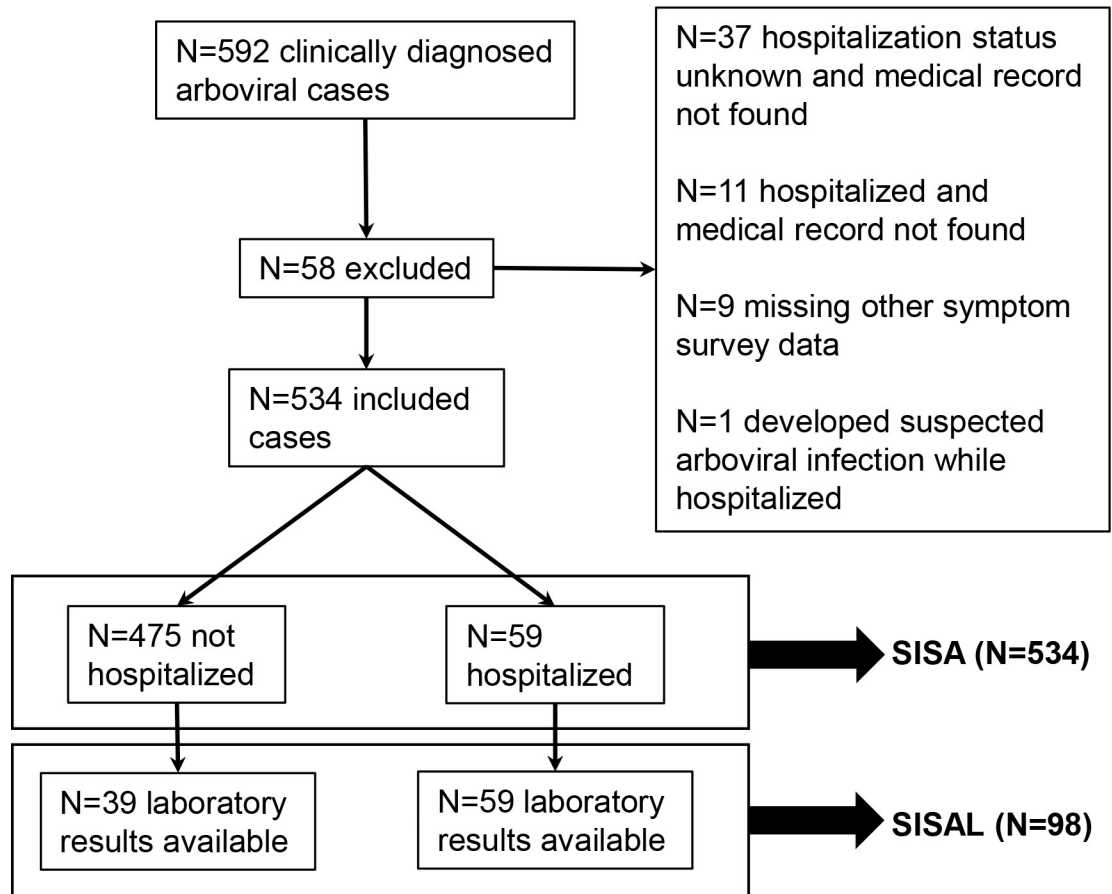 N=592 clinically diagnosed
arboviral cases
N=37 hospitalization status
unknown and medical record
not found
N=11 hospitalized and
medical record not found
N=9 missing other symptom
survey data
N=1 developed suspected
arboviral infection while
hospitalized
N=58 excluded
N=534 included
cases
N=475 not
hospitalized
N=59
hospitalized
SISA (N=534)
N=39 laboratory
results available
N=59 laboratory
results available
SISAL (N=98)